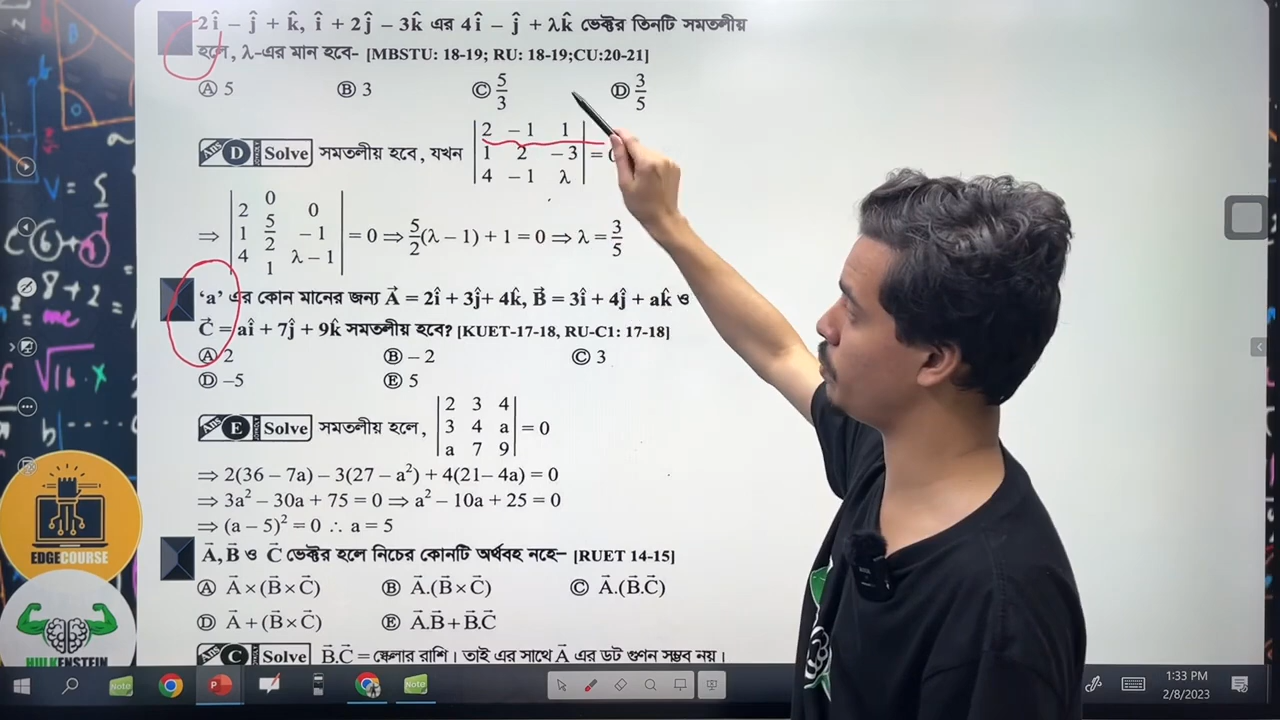 2î − ĵ + k̂, î + 2ĵ − 3k̂ এর 4î − ĵ + λk̂ ভেক্টর তিনটি সমতলীয়
হলে, λ-এর মান হবে- [MBSTU: 18-19; RU: 18-19;CU:20-21]
Ⓐ 5 Ⓑ 3 Ⓒ 5/3 Ⓓ 3/5
Ans D Solve সমতলীয় হবে, যখন
| 2 −1 1 |
| 1 2 −3 | = 0
| 4 −1 λ |
⇒ | 2 0 0 |
| 1 5/2 −1 | = 0 ⇒ 5/2(λ − 1) + 1 = 0 ⇒ λ = 3/5
| 4 1 λ − 1 |
‘a’ এর কোন মানের জন্য A⃗ = 2î + 3ĵ+ 4k̂, B⃗ = 3î + 4ĵ + ak̂ ও
C⃗ = aî + 7ĵ + 9k̂ সমতলীয় হবে? [KUET-17-18, RU-C1: 17-18]
Ⓐ 2 Ⓑ − 2 Ⓒ 3
Ⓓ −5 Ⓔ 5
Ans E Solve সমতলীয় হলে,
| 2 3 4 |
| 3 4 a | = 0
| a 7 9 |
⇒ 2(36 − 7a) − 3(27 − a²) + 4(21− 4a) = 0
⇒ 3a² − 30a + 75 = 0 ⇒ a² − 10a + 25 = 0
⇒ (a − 5)² = 0 ∴ a = 5
A⃗, B⃗ ও C⃗ ভেক্টর হলে নিচের কোনটি অর্থবহ নহে− [RUET 14-15]
Ⓐ A⃗ × (B⃗ × C⃗) Ⓑ A⃗.(B⃗ × C⃗) Ⓒ A⃗.(B⃗.C⃗)
Ⓓ A⃗ + (B⃗ × C⃗) Ⓔ A⃗.B⃗ + B⃗.C⃗
Ans C Solve B⃗.C⃗ = স্কেলার রাশি। তাই এর সাথে A⃗ এর ডট গুণন সম্ভব নয়।
EDGECOURSE
HULKENSTEIN
Note
Note
1:33 PM
2/8/2023